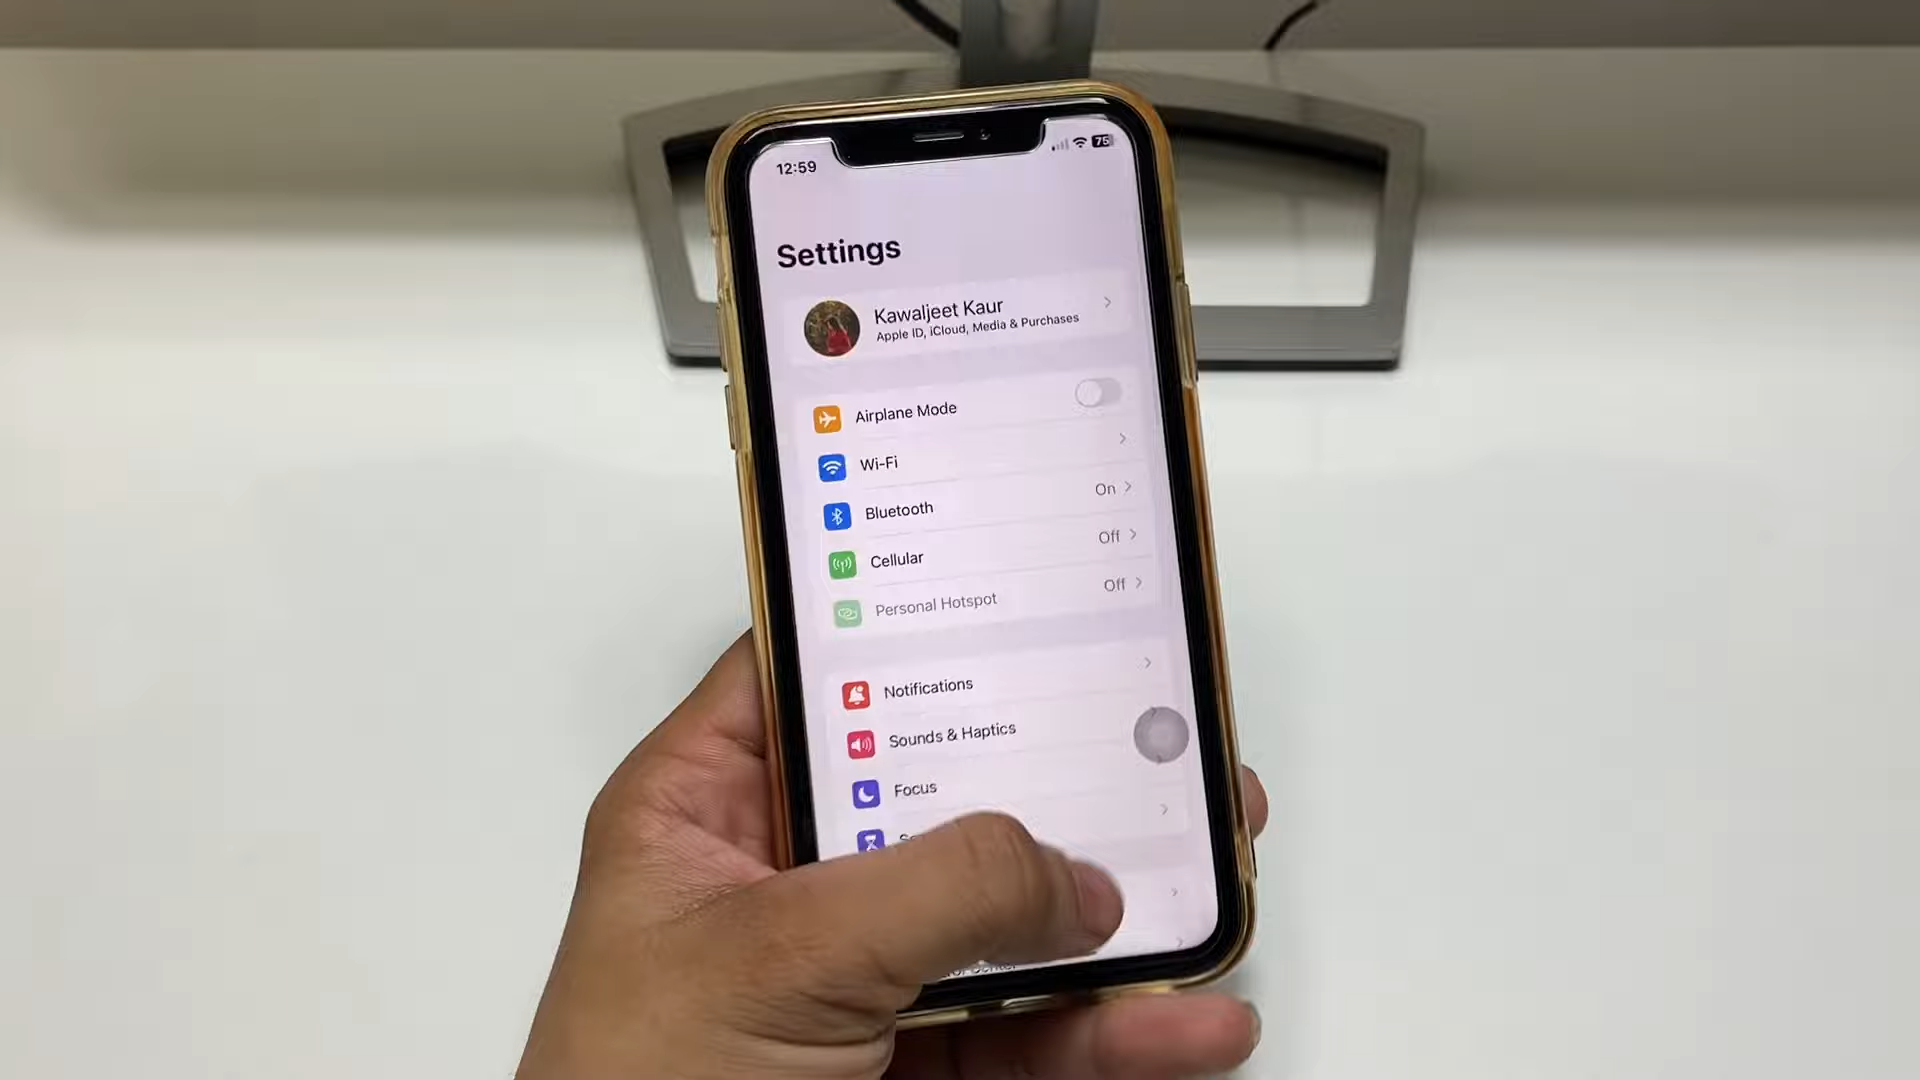 12:59
75
Settings
Kawaljeet Kaur
Apple ID, iCloud, Media & Purchases
Airplane Mode
Wi-Fi
Bluetooth On
Cellular Off
Personal Hotspot Off
Notifications
Sounds & Haptics
Focus